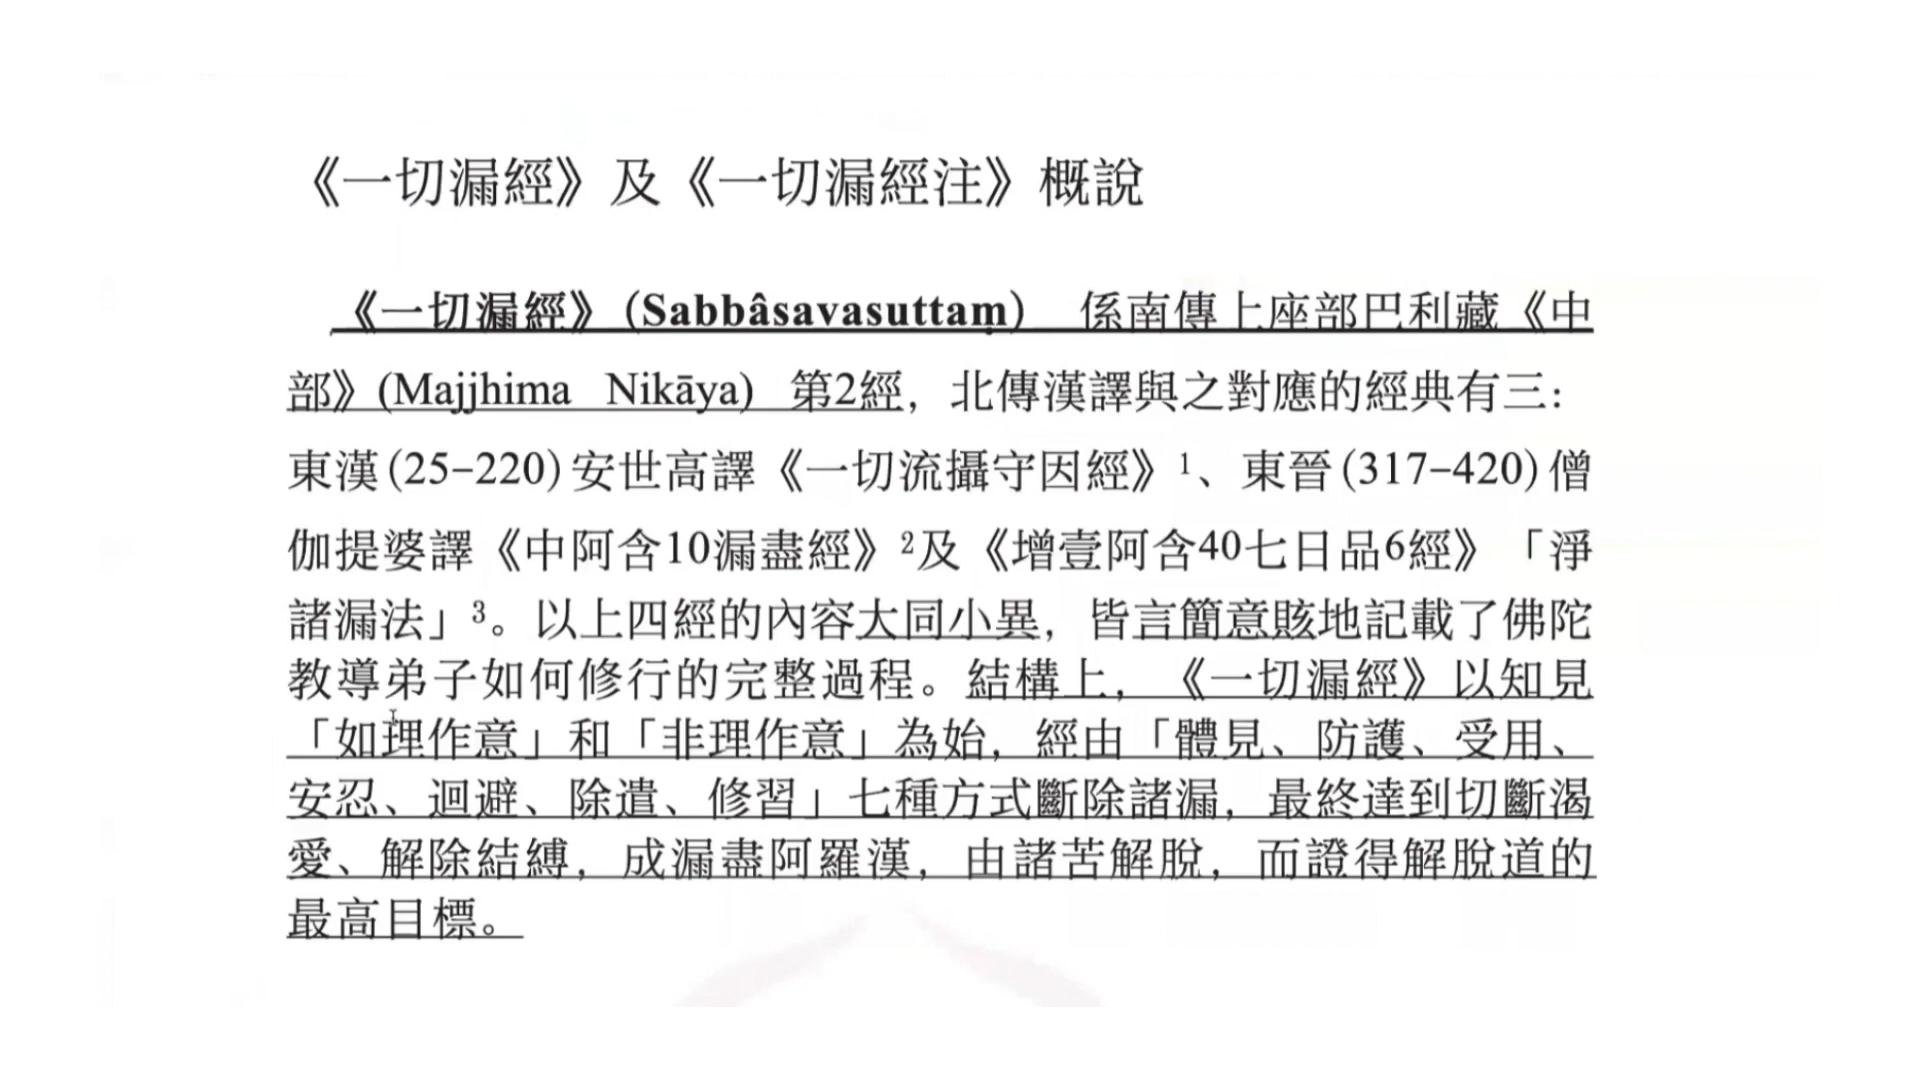 《一切漏經》及《一切漏經注》概說
《一切漏經》（Sabbâsavasuttaṃ） 係南傳上座部巴利藏《中
部》(Majjhima Nikāya) 第2經，北傳漢譯與之對應的經典有三：
東漢(25–220)安世高譯《一切流攝守因經》1、東晉(317–420)僧
伽提婆譯《中阿含10漏盡經》2及《增壹阿含40七日品6經》「淨
諸漏法」3。以上四經的內容大同小異，皆言簡意賅地記載了佛陀
教導弟子如何修行的完整過程。結構上，《一切漏經》以知見
「如理作意」和「非理作意」為始，經由「體見、防護、受用、
安忍、迴避、除遣、修習」七種方式斷除諸漏，最終達到切斷渴
愛、解除結縛，成漏盡阿羅漢，由諸苦解脫，而證得解脫道的
最高目標。